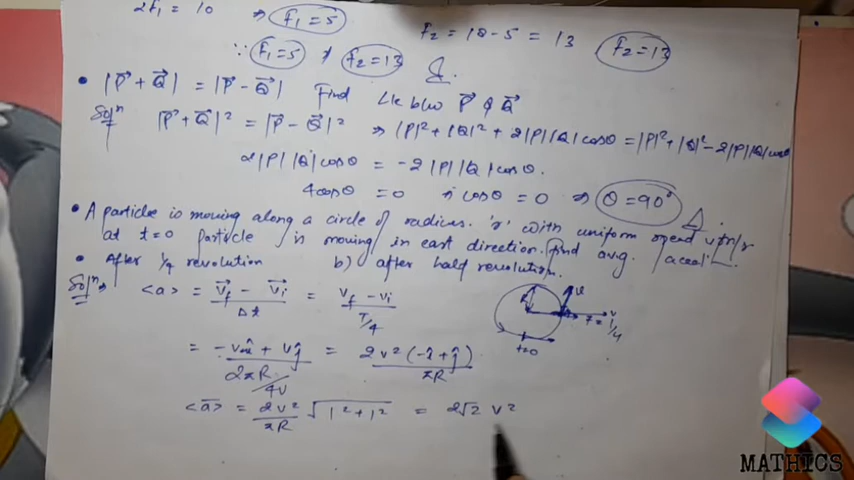 2F₁ = 10 ⇒ F₁ = 5
F₂ = 18 - 5 = 13 F₂ = 13
∵ F₁ = 5 & F₂ = 13
• |P⃗ + Q⃗| = |P⃗ - Q⃗| Find Le b/w P⃗ & Q⃗
Solⁿ |P⃗ + Q⃗|² = |P⃗ - Q⃗|² ⇒ |P|² + |Q|² + 2|P||Q|cosθ = |P|² + |Q|² - 2|P||Q|cosθ
2|P||Q|cosθ = -2|P||Q|cosθ.
4cosθ = 0 ⇒ cosθ = 0 ⇒ θ = 90°
• A particle is moving along a circle of radius. 'r' with uniform speed v m/s
at t=0 particle is moving in east direction. find avg. accelⁿ.
• After 1/4 revolution b) after half revolution.
Solⁿ <a> = v⃗f - v⃗i / Δt = vf - vi / T/4
R v v t = T/4
t=0
= -vî + vĵ / 2πR/4v = 2v²(-î+ĵ) / πR
<a⃗> = 2v²/πR √1²+1² = 2√2 v²
MATHICS